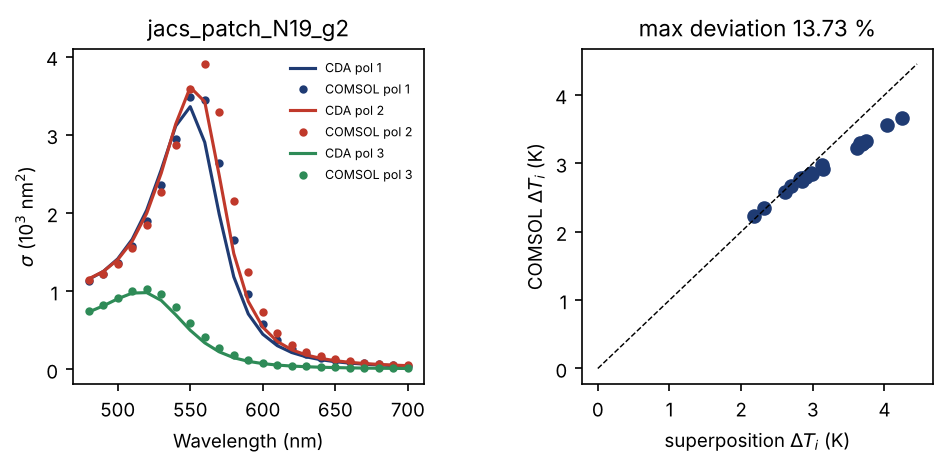 jacs_patch_N19_g2
4
3
2
1
0
σ (10³ nm²)
500
550
600
650
700
Wavelength (nm)
CDA pol 1
COMSOL pol 1
CDA pol 2
COMSOL pol 2
CDA pol 3
COMSOL pol 3
max deviation 13.73 %
4
3
2
1
0
COMSOL ΔTᵢ (K)
0
1
2
3
4
superposition ΔTᵢ (K)